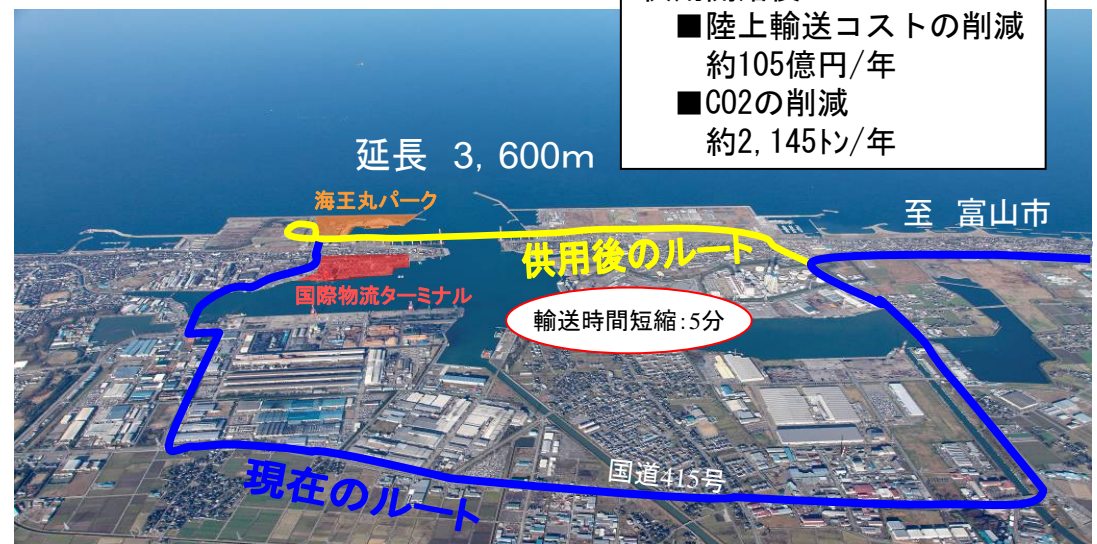 ■陸上輸送コストの削減
約105億円/年
■CO2の削減
約2,145トン/年
延長 3,600m
海王丸パーク
至 富山市
供用後のルート
国際物流ターミナル
輸送時間短縮:5分
国道415号
現在のルート